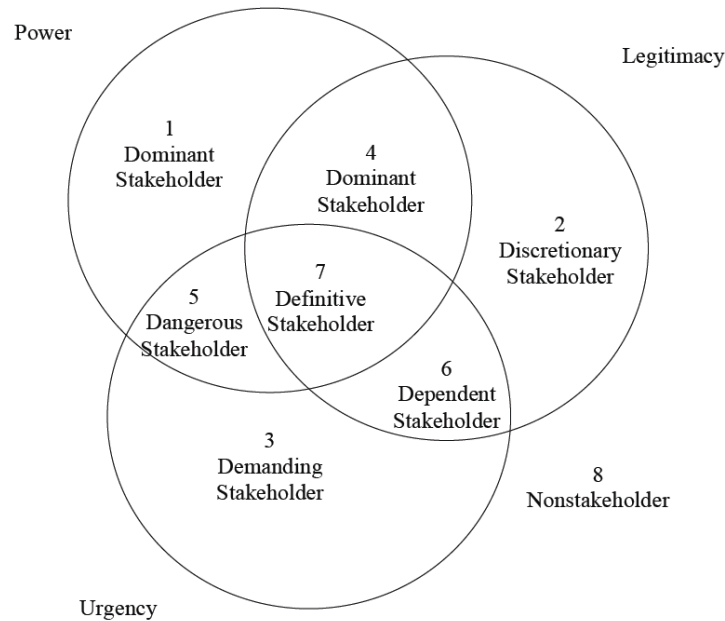 Power
Legitimacy
1
Dominant
Stakeholder
4
Dominant
Stakeholder
2
Discretionary
Stakeholder
5
Dangerous
Stakeholder
7
Definitive
Stakeholder
6
Dependent
Stakeholder
3
Demanding
Stakeholder
8
Nonstakeholder
Urgency